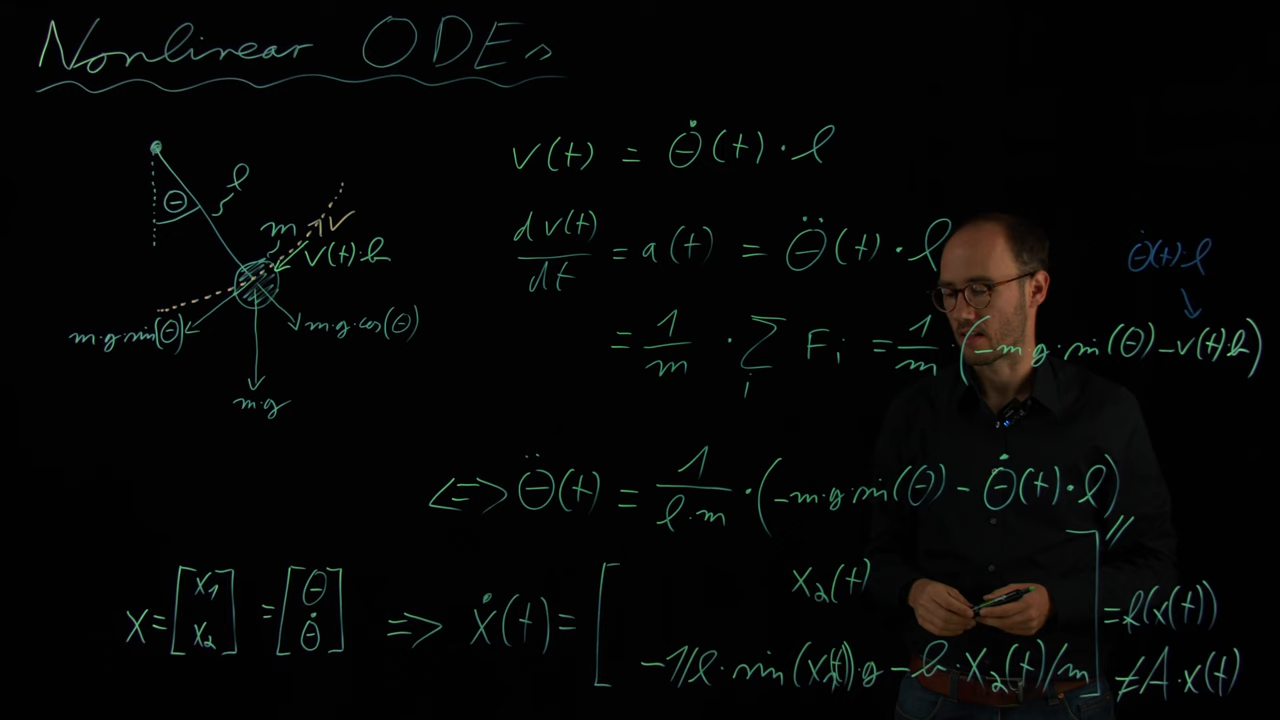 Nonlinear ODEs
v(t) = Θ̇(t) · l
dv(t)/dt = a(t) = Θ̈(t) · l
Θ̇(t)·l
↓
= 1/m · Σ_i F_i = 1/m · (-m·g·sin(Θ) - v(t)·k)
Θ
l
m
v
v(t)·k
m·g·sin(Θ)
m·g·cos(Θ)
m·g
<=> Θ̈(t) = 1/(l·m) · (-m·g·sin(Θ) - Θ̇(t)·l)
x = [x₁ x₂] = [Θ Θ̇] => ẋ(t) = [x₂(t) -1/l·sin(x₁(t))·g - k·x₂(t)/m] = f(x(t))
≠ A·x(t)